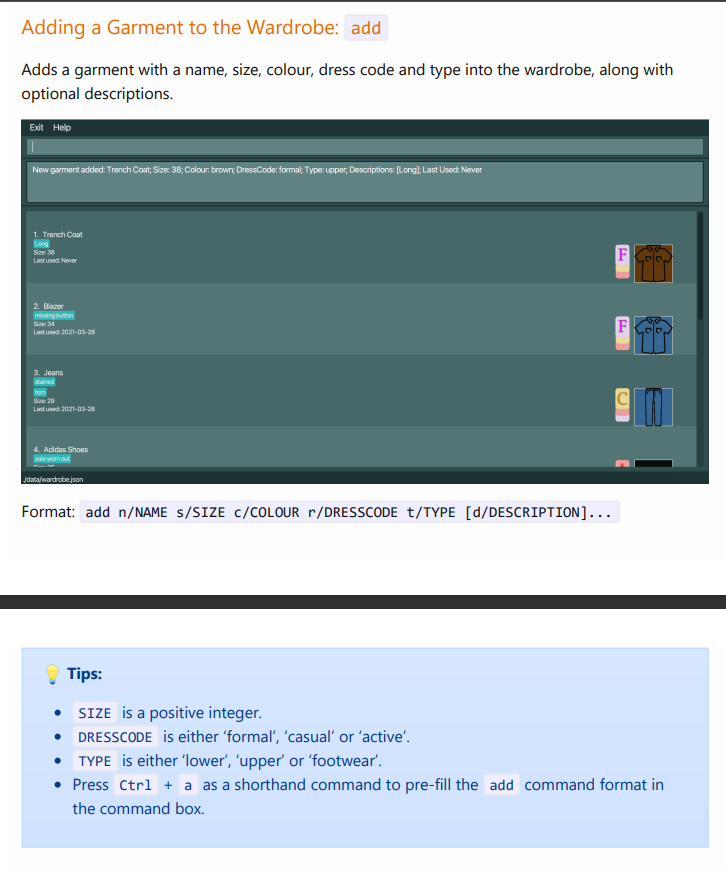 Adding a Garment to the Wardrobe: add
Adds a garment with a name, size, colour, dress code and type into the wardrobe, along with
optional descriptions.
Exit Help
New garment added: Trench Coat; Size: 38; Colour: brown; DressCode: formal; Type: upper; Descriptions: [Long]; Last Used: Never
1. Trench Coat
Long
Size: 38
Last used: Never
F
2. Blazer
missing button
Size: 34
Last used: 2021-03-28
F
3. Jeans
stained
torn
Size: 29
Last used: 2021-03-28
C
4. Adidas Shoes
sole worn out
./data/wardrobe.json
Format: add n/NAME s/SIZE c/COLOUR r/DRESSCODE t/TYPE [d/DESCRIPTION]...
Tips:
• SIZE is a positive integer.
• DRESSCODE is either ‘formal’, ‘casual’ or ‘active’.
• TYPE is either ‘lower’, ‘upper’ or ‘footwear’.
• Press Ctrl + a as a shorthand command to pre-fill the add command format in
the command box.